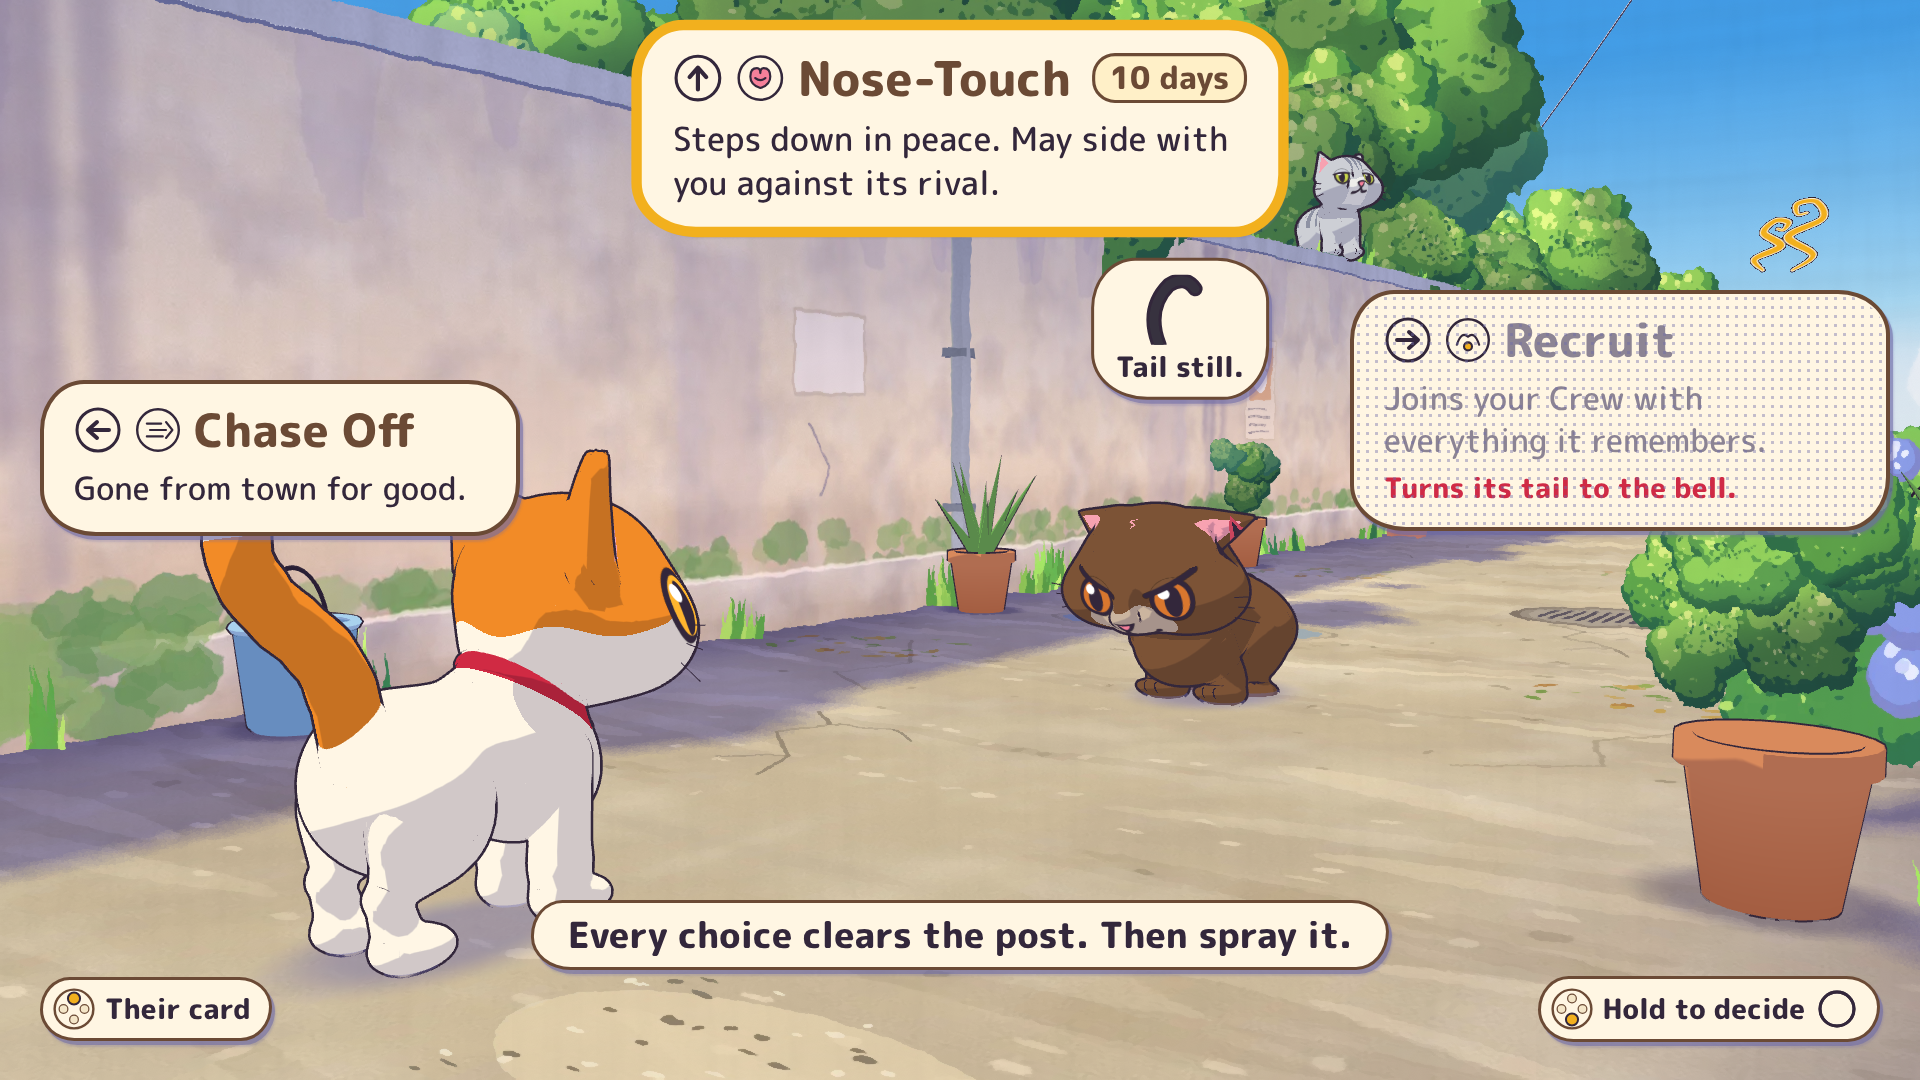 Nose-Touch 10 days
Steps down in peace. May side with
you against its rival.
Tail still.
Chase Off
Gone from town for good.
Recruit
Joins your Crew with
everything it remembers.
Turns its tail to the bell.
Every choice clears the post. Then spray it.
Their card
Hold to decide